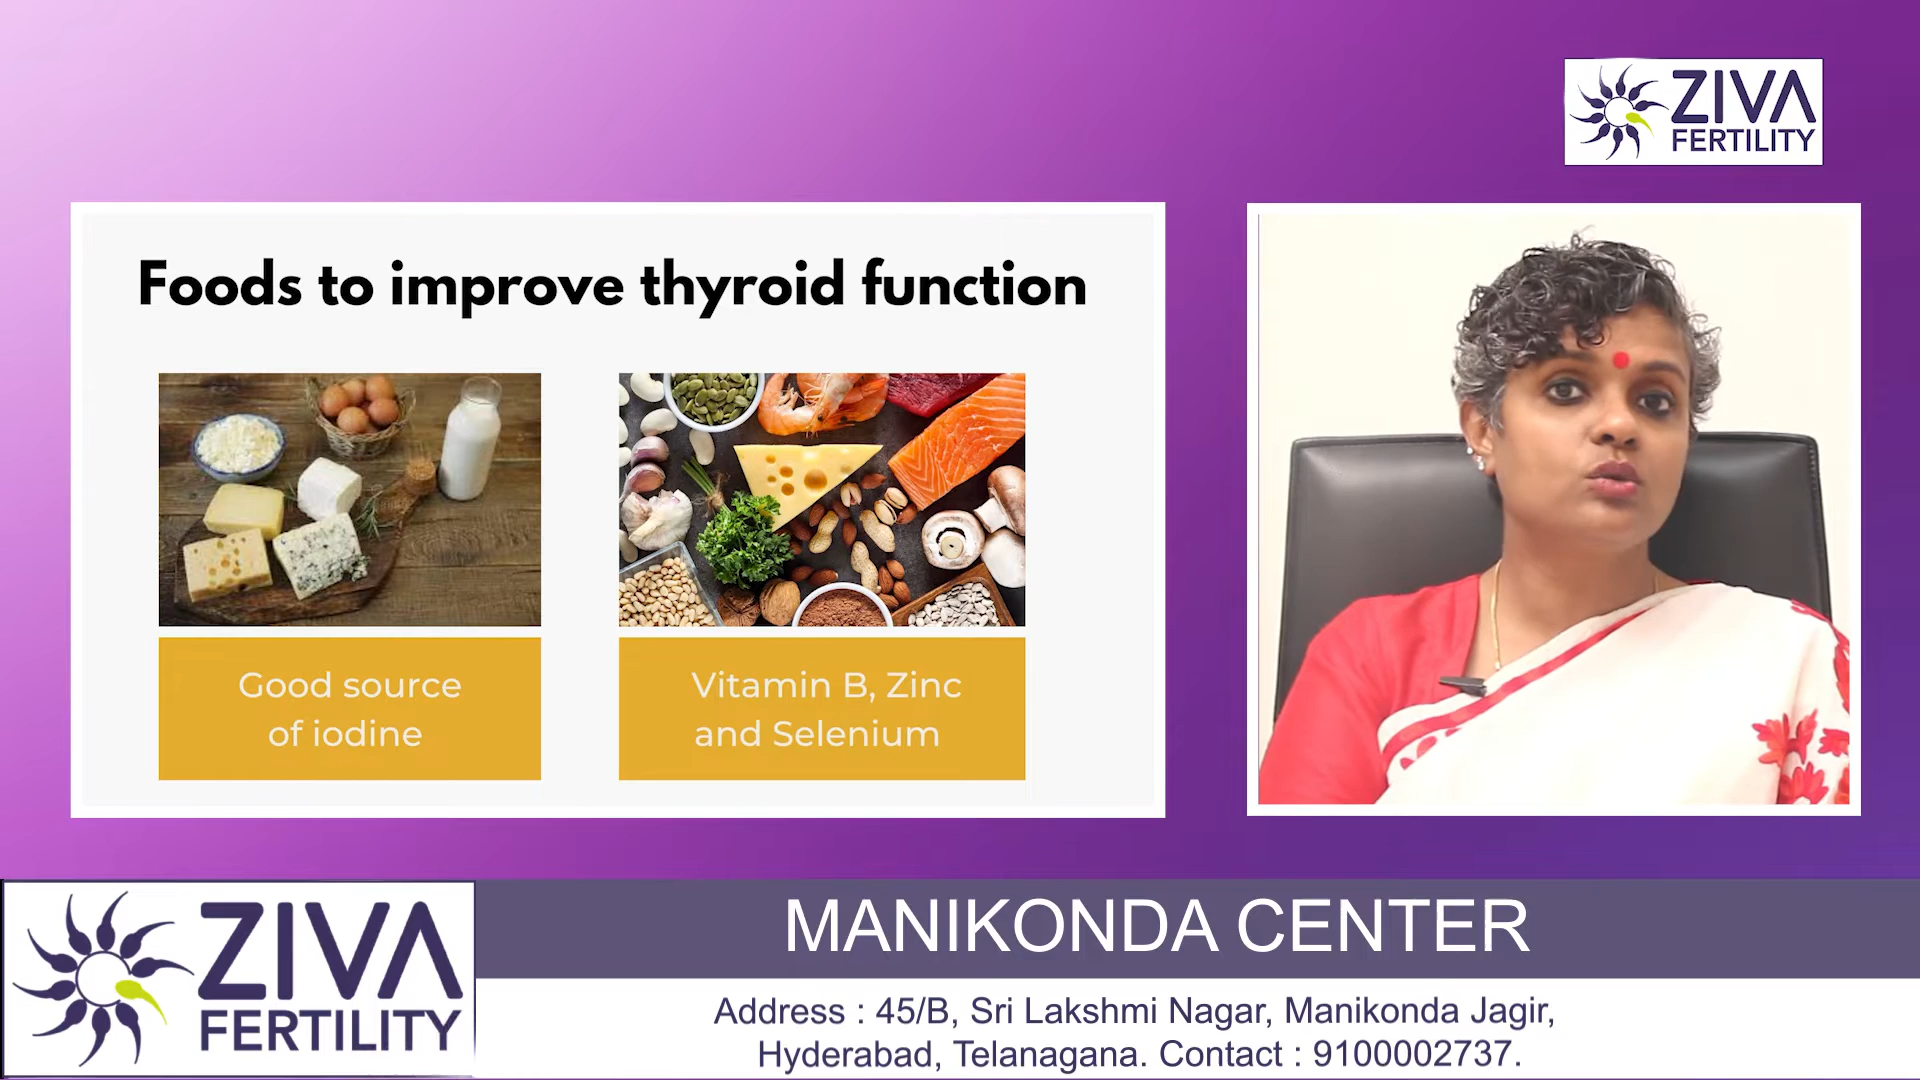 ZIVA
FERTILITY
Foods to improve thyroid function
Good source
of iodine
Vitamin B, Zinc
and Selenium
ZIVA
FERTILITY
MANIKONDA CENTER
Address : 45/B, Sri Lakshmi Nagar, Manikonda Jagir,
Hyderabad, Telanagana. Contact : 9100002737.